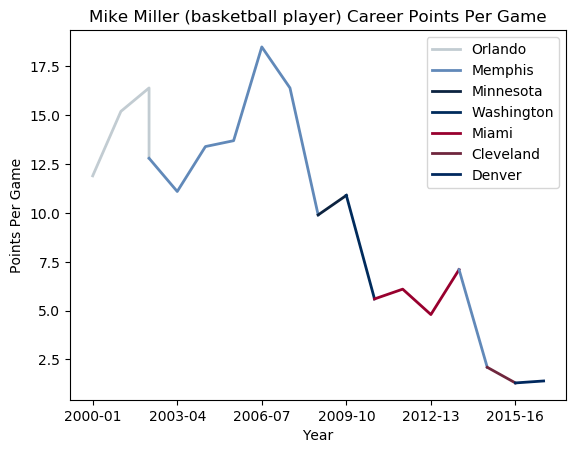 Mike Miller (basketball player) Career Points Per Game
Orlando
Memphis
Minnesota
Washington
Miami
Cleveland
Denver
Points Per Game
17.5
15.0
12.5
10.0
7.5
5.0
2.5
2000-01 2003-04 2006-07 2009-10 2012-13 2015-16
Year